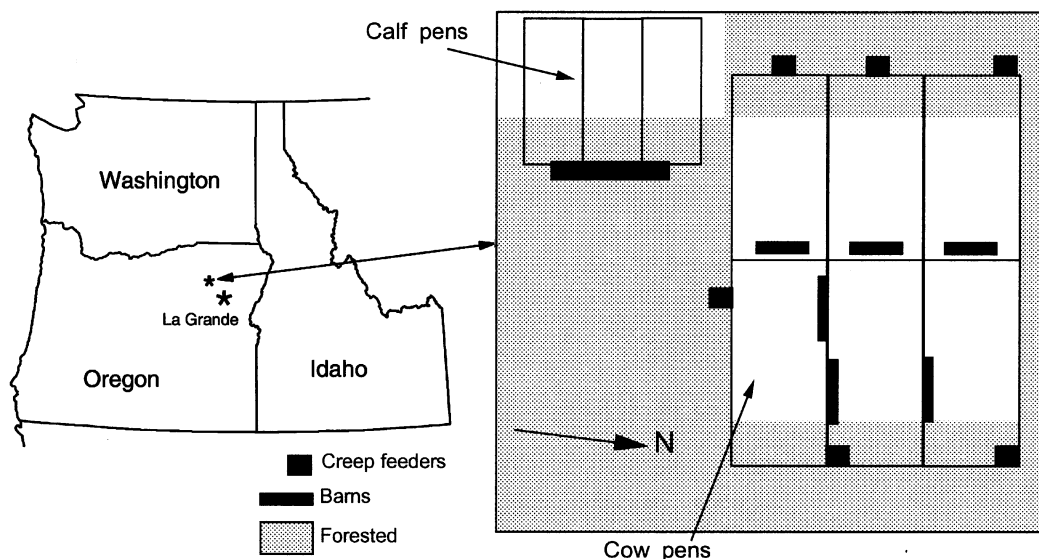 Calf pens
Washington
*
*
La Grande
Oregon
Idaho
N
Creep feeders
Barns
Forested
Cow pens